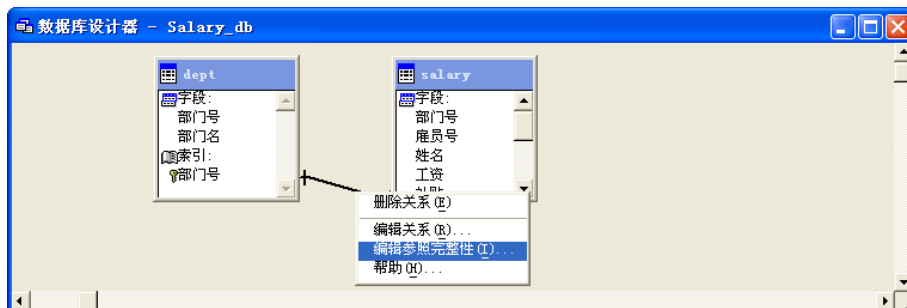 数据库设计器 - Salary_db
dept
字段:
部门号
部门名
索引:
部门号
salary
字段:
部门号
雇员号
姓名
工资
删除关系(E)
编辑关系(R)...
编辑参照完整性(I)...
帮助(H)...